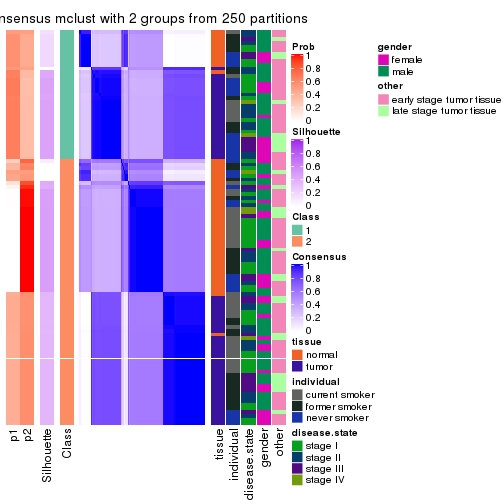 nsensus mclust with 2 groups from 250 partitions
Prob
1
0.8
0.6
0.4
0.2
0
Silhouette
1
0.8
0.6
0.4
0.2
0
Class
1
2
Consensus
1
0.8
0.6
0.4
0.2
0
tissue
normal
tumor
individual
current smoker
former smoker
never smoker
disease.state
stage I
stage II
stage III
stage IV
gender
female
male
other
early stage tumor tissue
late stage tumor tissue
p1
p2
Silhouette
Class
tissue
individual
disease.state
gender
other